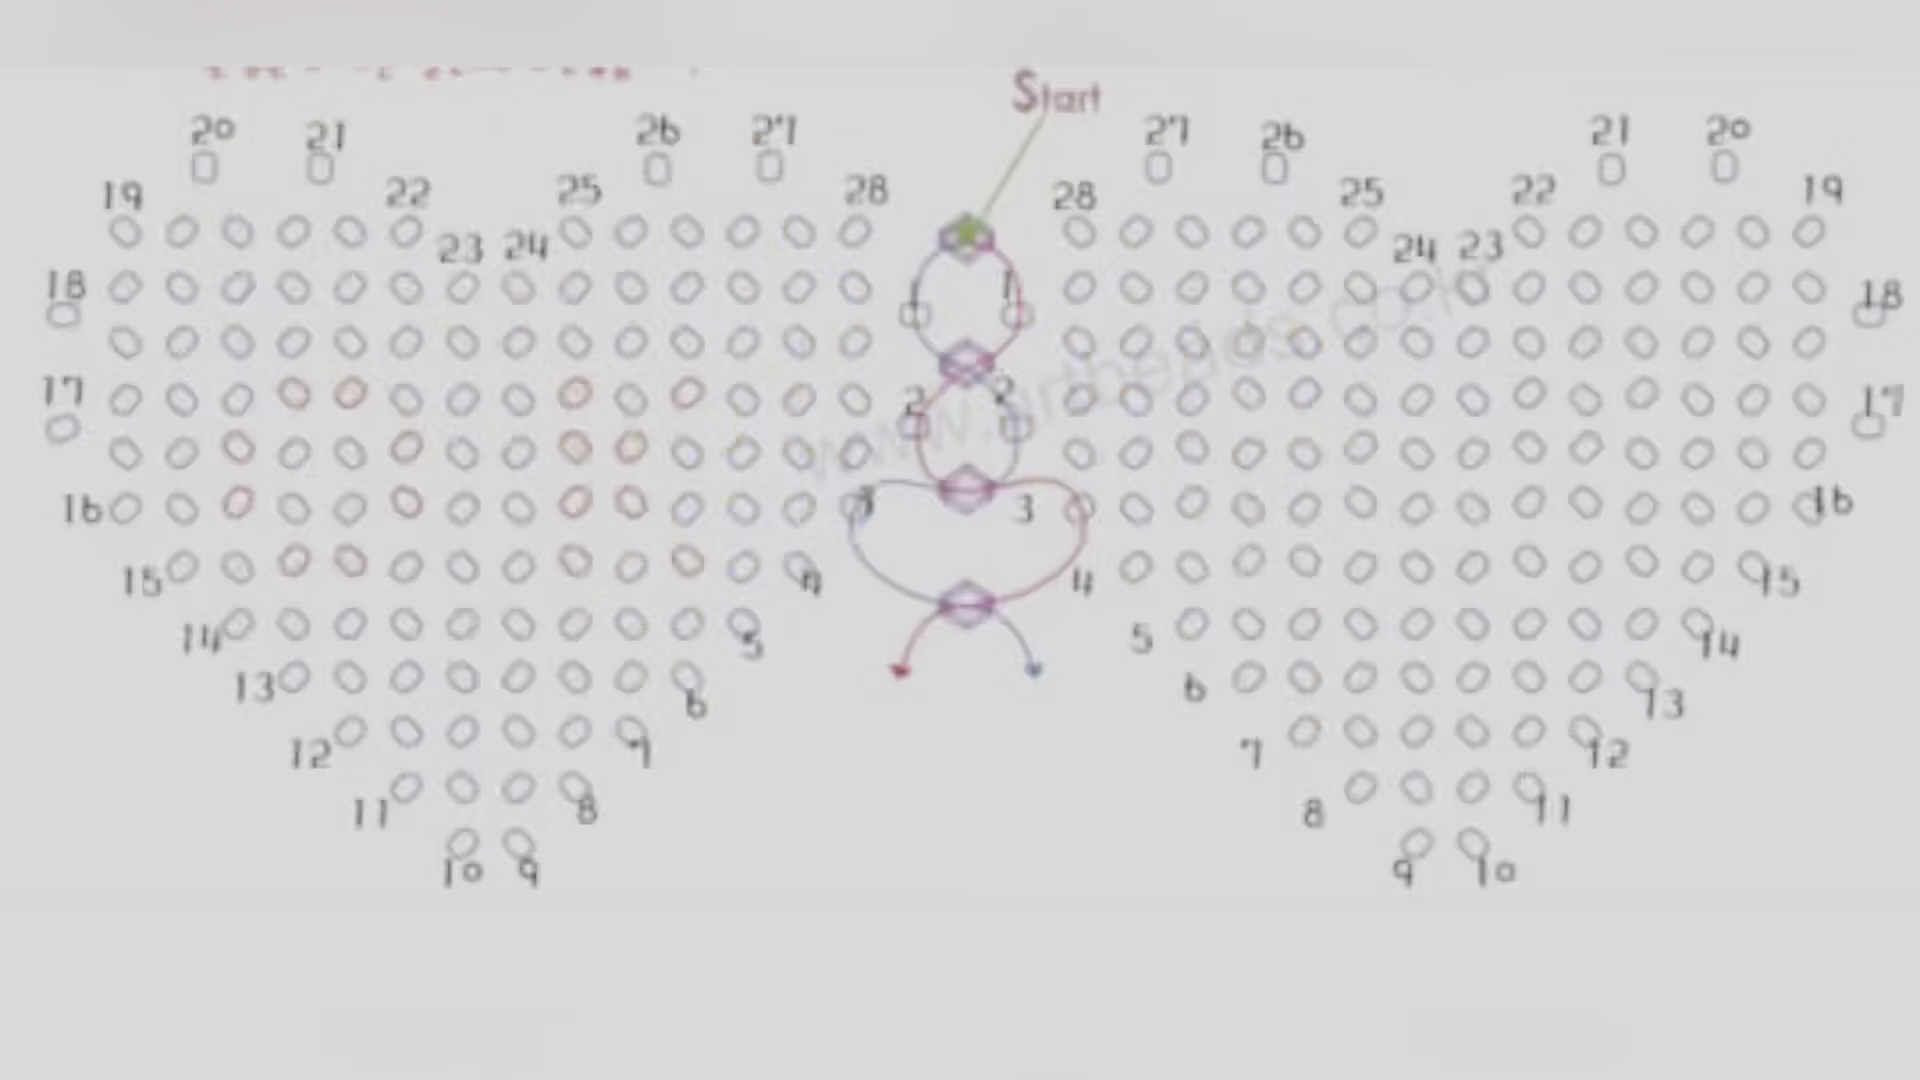 Start
20 21 26 27 27 26 21 20
19 22 25 28 28 25 22 19
23 24 24 23
18 1 18
17 2 2 17
16 3 3 16
15 4 4 15
14 5 5 14
13 6 6 13
12 7 7 12
11 8 8 11
10 9 9 10